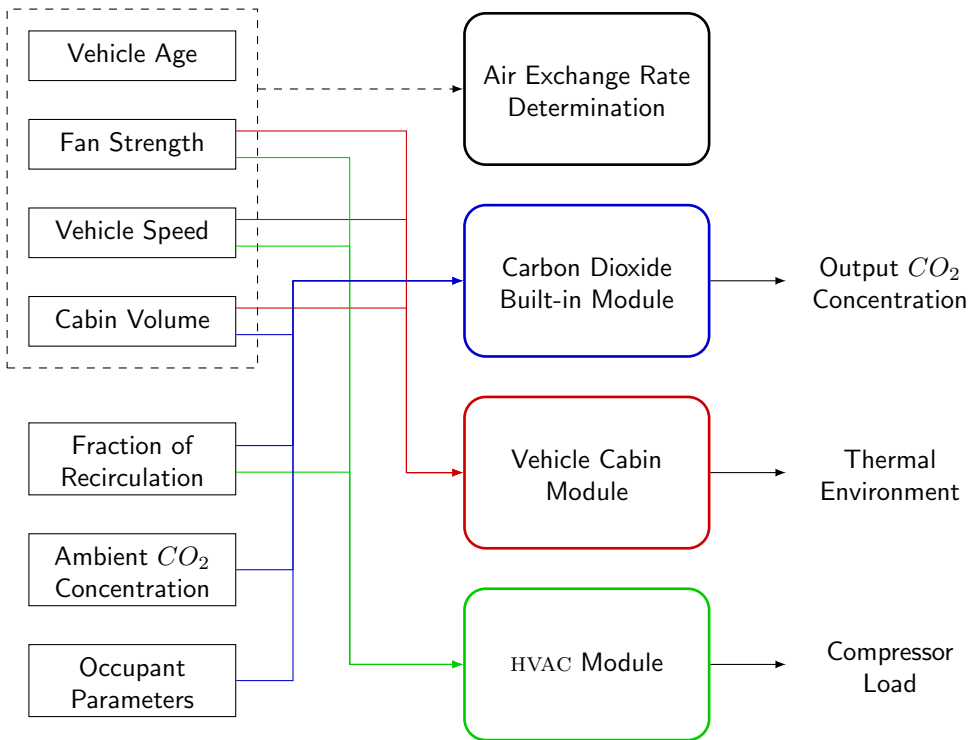 Vehicle Age
Fan Strength
Vehicle Speed
Cabin Volume
Fraction of
Recirculation
Ambient CO₂
Concentration
Occupant
Parameters
Air Exchange Rate
Determination
Carbon Dioxide
Built-in Module
Vehicle Cabin
Module
HVAC Module
Output CO₂
Concentration
Thermal
Environment
Compressor
Load